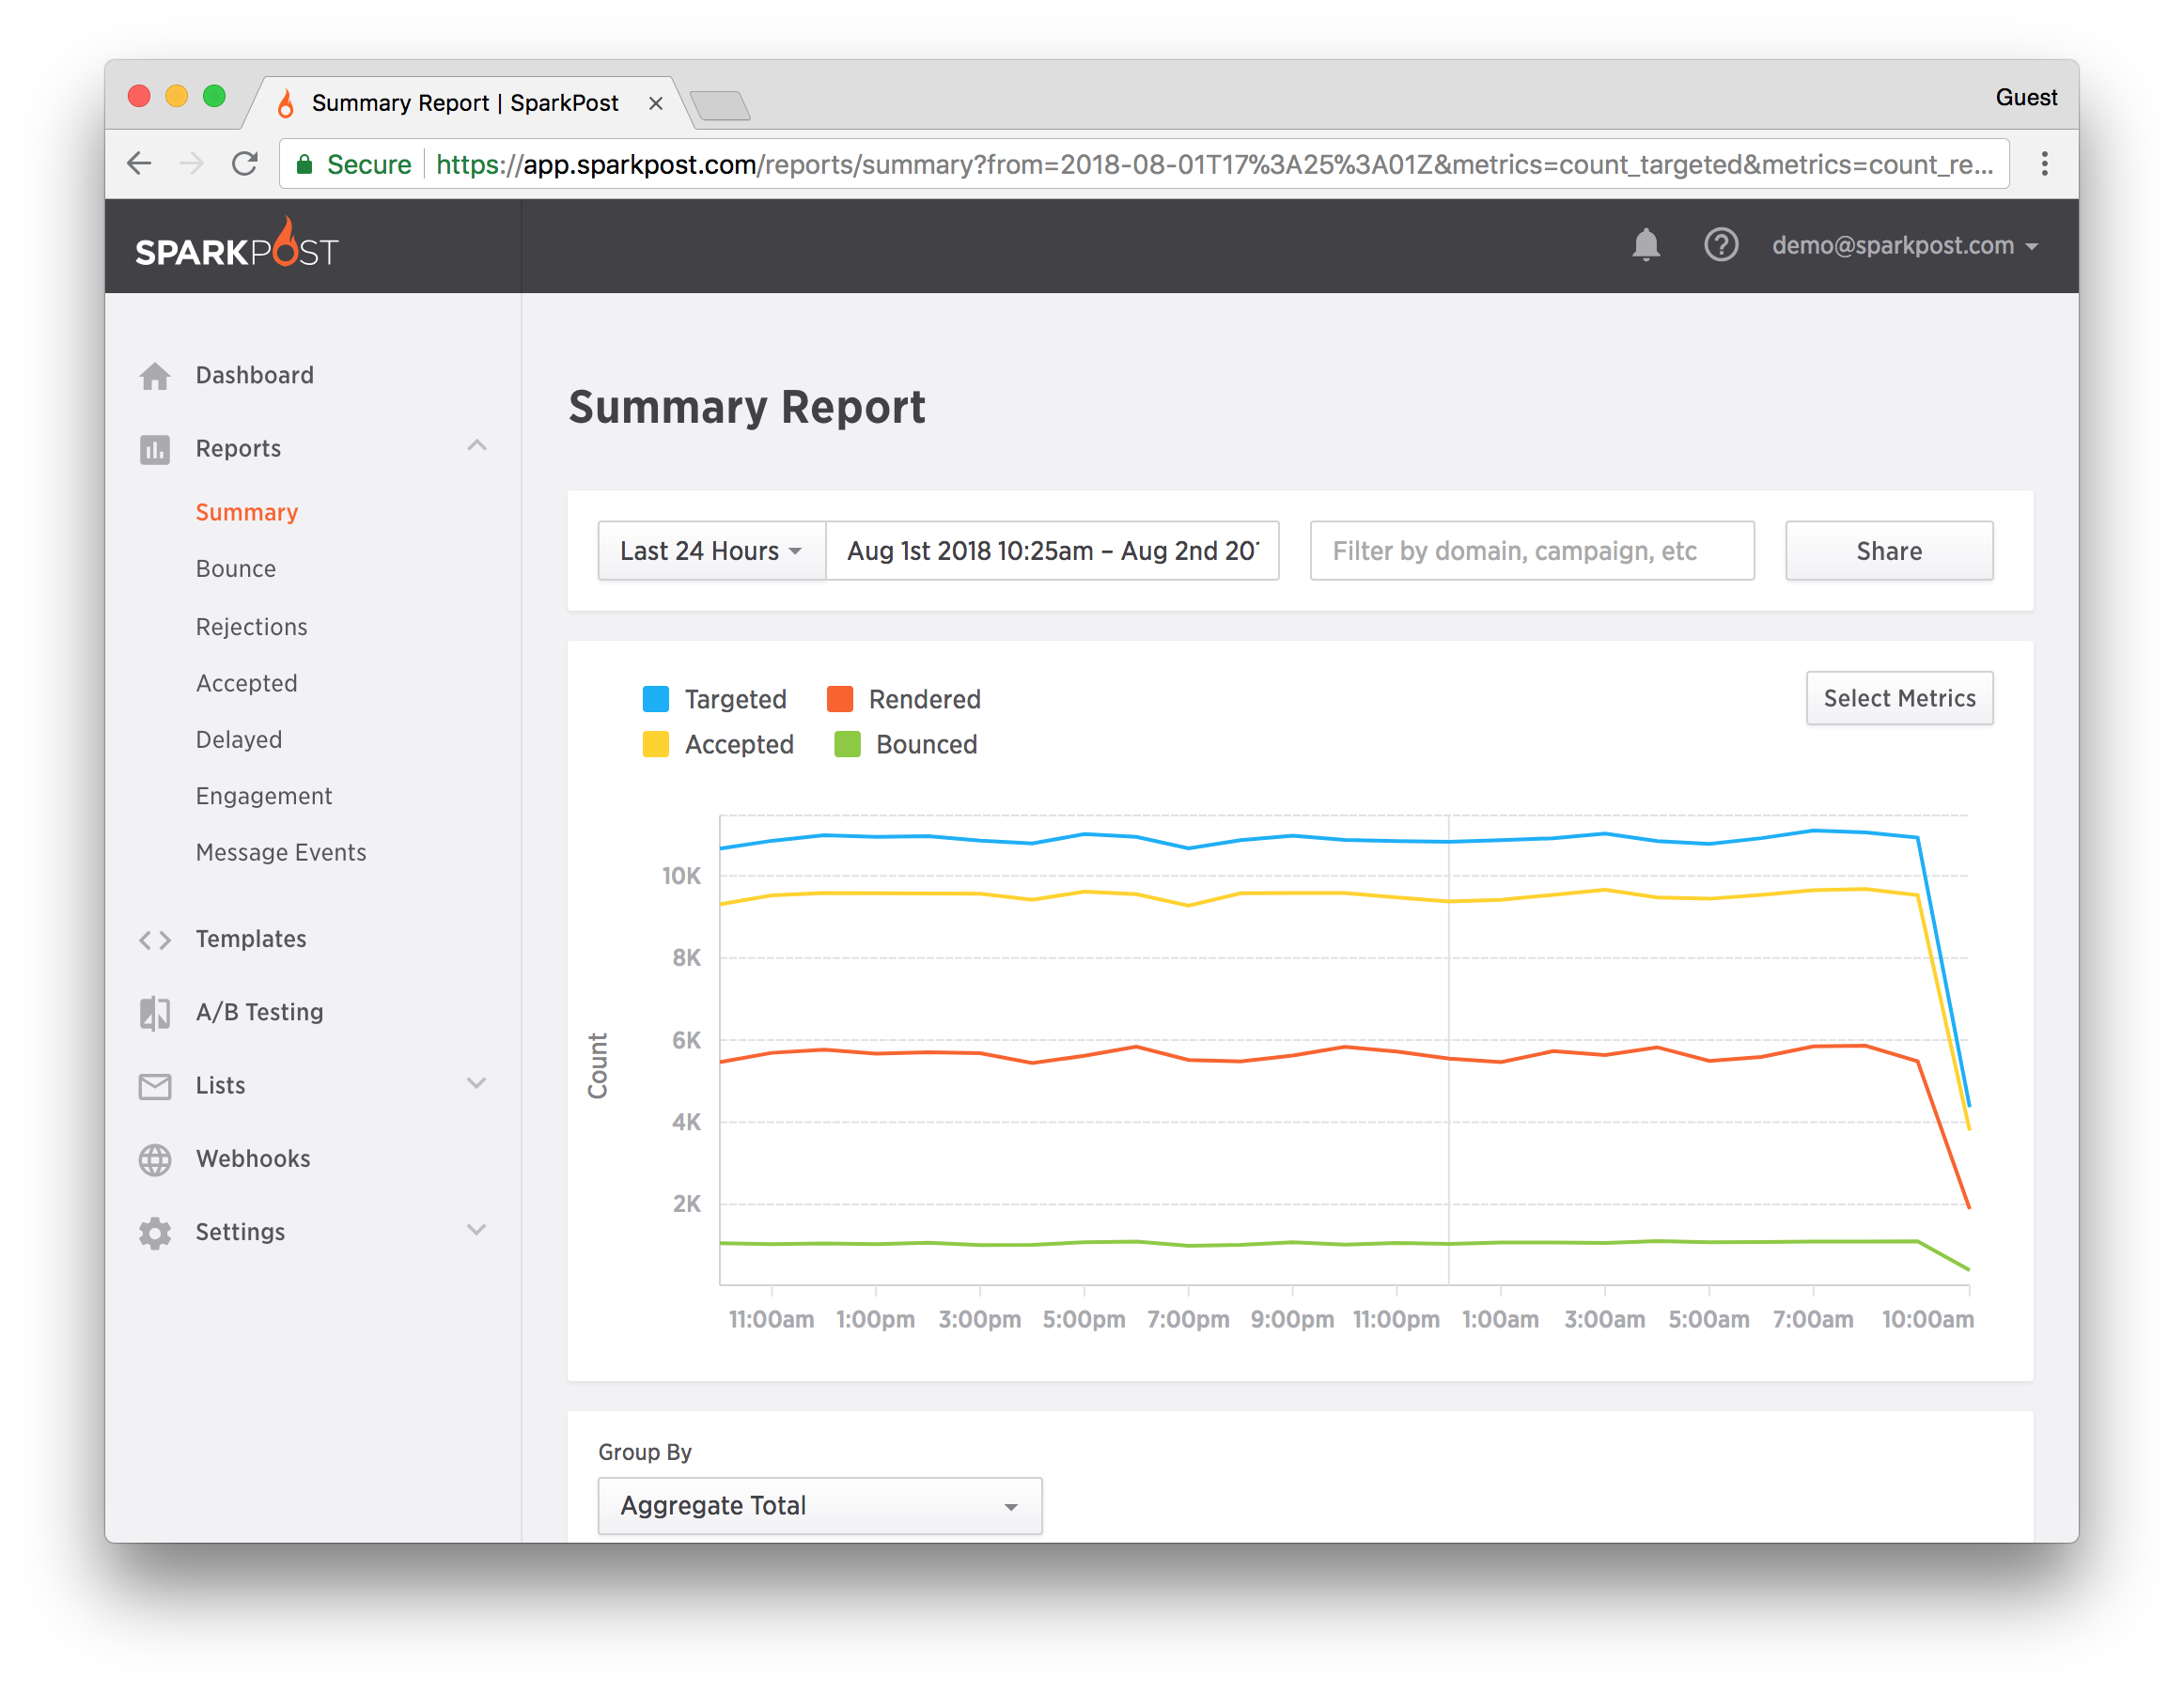 Summary Report | SparkPost
Guest
Secure https://app.sparkpost.com/reports/summary?from=2018-08-01T17%3A25%3A01Z&metrics=count_targeted&metrics=count_re...
SPARKPOST
demo@sparkpost.com
Dashboard
Reports
Summary
Bounce
Rejections
Accepted
Delayed
Engagement
Message Events
Templates
A/B Testing
Lists
Webhooks
Settings
Summary Report
Last 24 Hours Aug 1st 2018 10:25am – Aug 2nd 201 Filter by domain, campaign, etc Share
Targeted Rendered
Accepted Bounced
Select Metrics
10K
8K
6K
4K
2K
Count
11:00am 1:00pm 3:00pm 5:00pm 7:00pm 9:00pm 11:00pm 1:00am 3:00am 5:00am 7:00am 10:00am
Group By
Aggregate Total